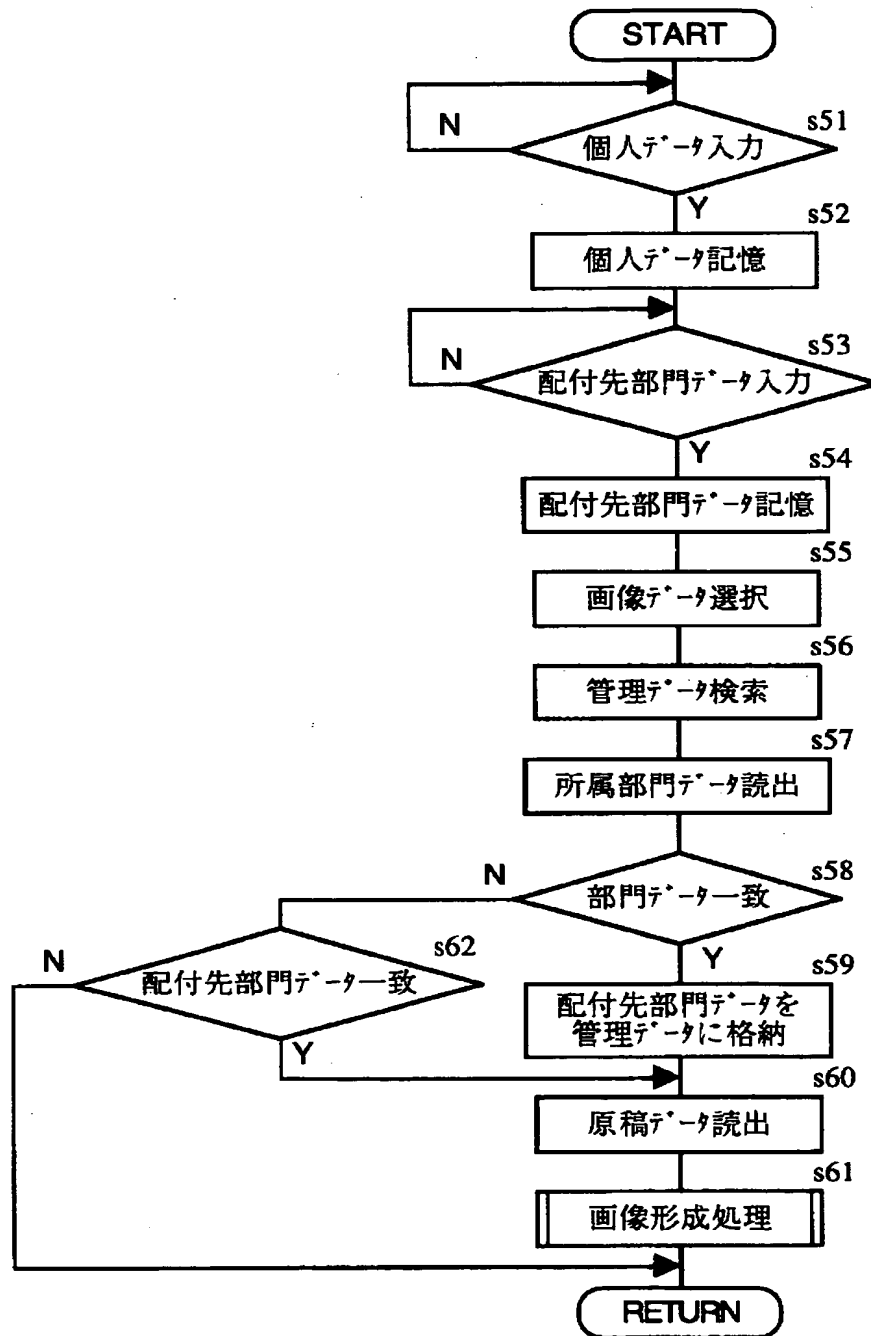 START
N
s51
個人データ入力
Y
s52
個人データ記憶
N
s53
配付先部門データ入力
Y
s54
配付先部門データ記憶
s55
画像データ選択
s56
管理データ検索
s57
所属部門データ読出
N
s58
部門データ一致
Y
N
s62
配付先部門データ一致
Y
s59
配付先部門データを
管理データに格納
s60
原稿データ読出
s61
画像形成処理
RETURN